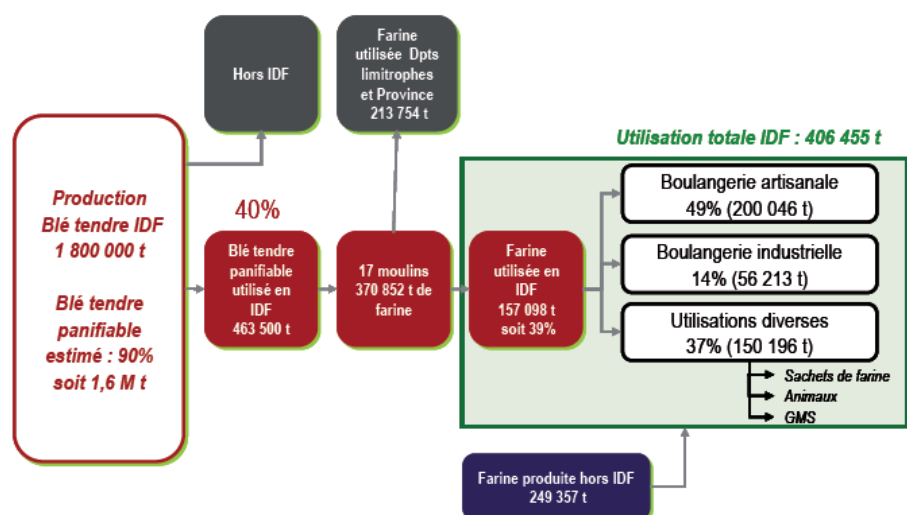 Hors IDF
Farine
utilisée Dpts
limitrophes
et Province
213 754 t
Utilisation totale IDF : 406 455 t
Production
Blé tendre IDF
1 800 000 t
Blé tendre
panifiable
estimé : 90%
soit 1,6 M t
40%
Blé tendre
panifiable
utilisé en
IDF
463 500 t
17 moulins
370 852 t de
farine
Farine
utilisée en
IDF
157 098 t
soit 39%
Boulangerie artisanale
49% (200 046 t)
Boulangerie industrielle
14% (56 213 t)
Utilisations diverses
37% (150 196 t)
Sachets de farine
Animaux
GMS
Farine produite hors IDF
249 357 t